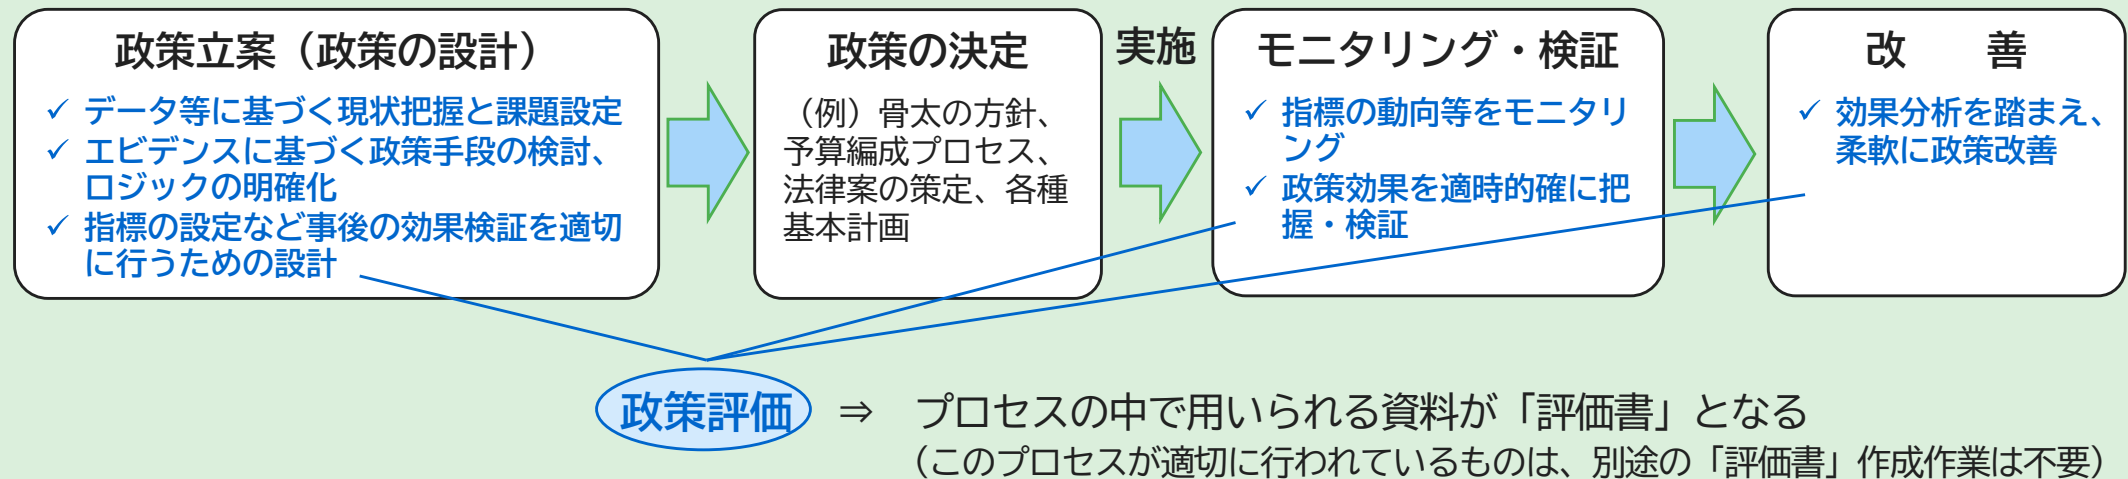 政策立案（政策の設計）
✓ データ等に基づく現状把握と課題設定
✓ エビデンスに基づく政策手段の検討、
ロジックの明確化
✓ 指標の設定など事後の効果検証を適切
に行うための設計
政策の決定
（例）骨太の方針、
予算編成プロセス、
法律案の策定、各種
基本計画
実施
モニタリング・検証
✓ 指標の動向等をモニタリ
ング
✓ 政策効果を適時的確に把
握・検証
改　　善
✓ 効果分析を踏まえ、
柔軟に政策改善
政策評価 ⇒ プロセスの中で用いられる資料が「評価書」となる
（このプロセスが適切に行われているものは、別途の「評価書」作成作業は不要）